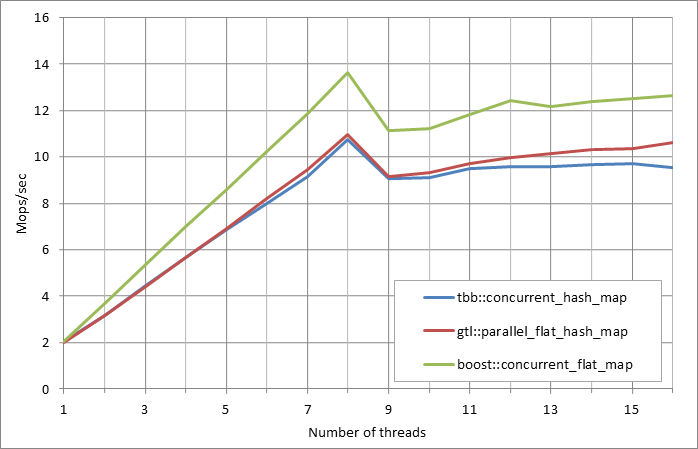 16
14
12
10
8
6
4
2
0
Mops/sec
tbb::concurrent_hash_map
gtl::parallel_flat_hash_map
boost::concurrent_flat_map
1 3 5 7 9 11 13 15
Number of threads